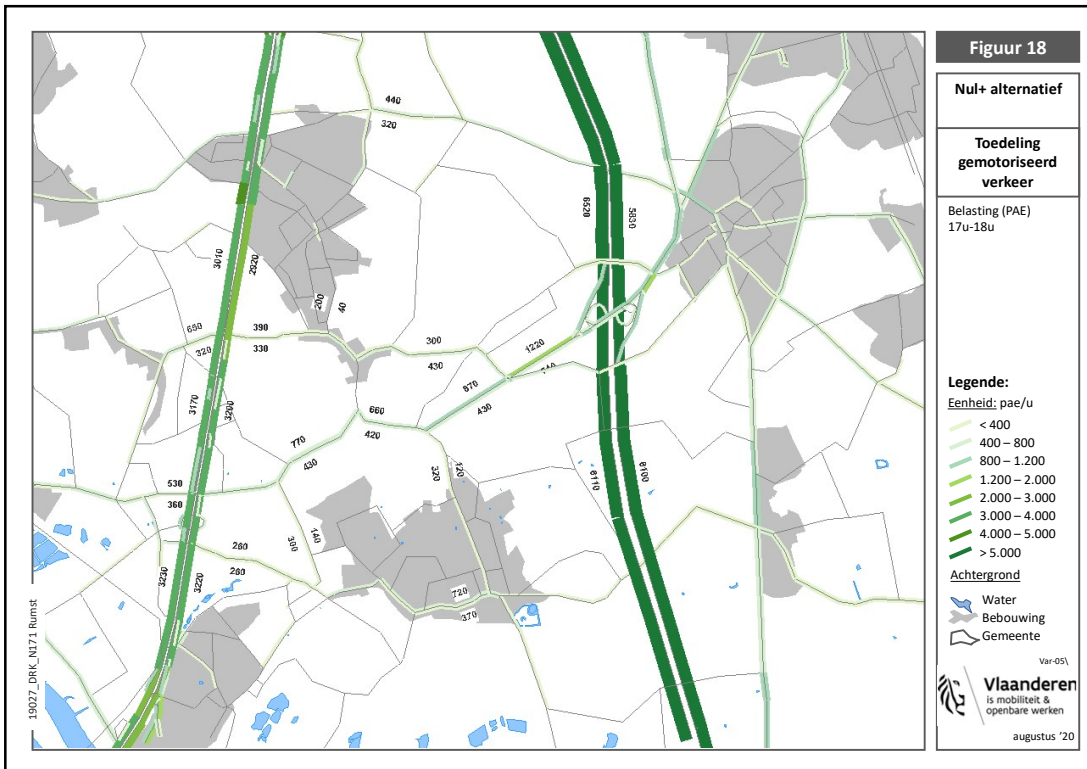 440
320
6520
5830
3010
2920
200
40
650
390
320
330
300
430
1220
870
430
3170
3200
660
420
770
430
320
120
530
360
6110
6100
260
260
300
140
3230
3220
720
370
19027_DRK_N171 Rumst
Figuur 18
Nul+ alternatief
Toedeling
gemotoriseerd
verkeer
Belasting (PAE)
17u-18u
Legende:
Eenheid: pae/u
< 400
400 – 800
800 – 1.200
1.200 – 2.000
2.000 – 3.000
3.000 – 4.000
4.000 – 5.000
> 5.000
Achtergrond
Water
Bebouwing
Gemeente
Var-05\
Vlaanderen
is mobiliteit &
openbare werken
augustus '20